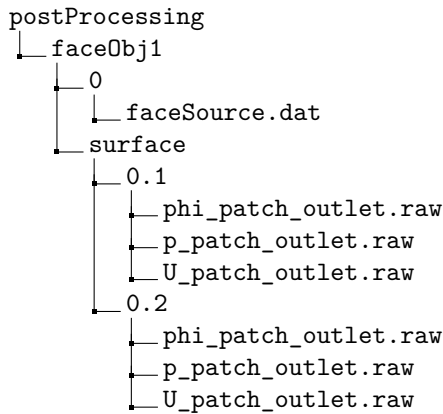 postProcessing
faceObj1
0
faceSource.dat
surface
0.1
phi_patch_outlet.raw
p_patch_outlet.raw
U_patch_outlet.raw
0.2
phi_patch_outlet.raw
p_patch_outlet.raw
U_patch_outlet.raw